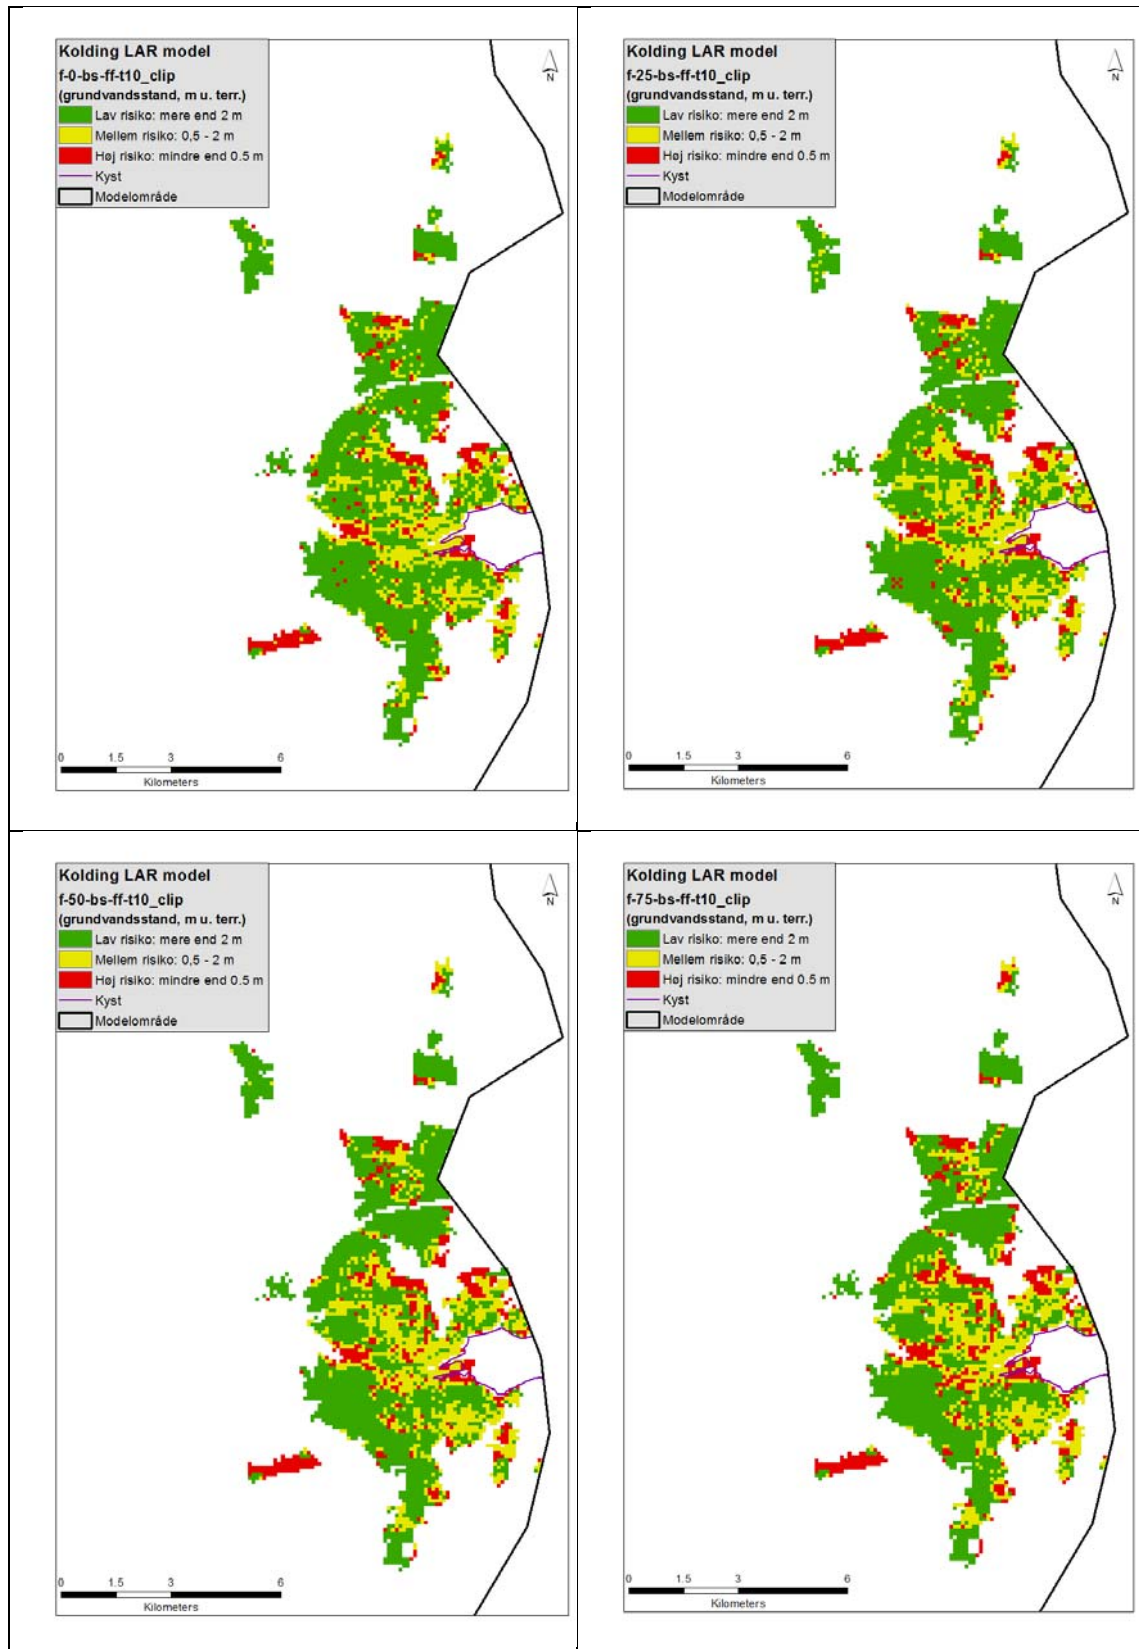 Kolding LAR model
f-0-bs-ff-t10_clip
(grundvandsstand, m u. terr.)
Lav risiko: mere end 2 m
Mellem risiko: 0,5 - 2 m
Høj risiko: mindre end 0.5 m
Kyst
Modelområde
N
0 1.5 3 6
Kilometers
Kolding LAR model
f-25-bs-ff-t10_clip
(grundvandsstand, m u. terr.)
Lav risiko: mere end 2 m
Mellem risiko: 0,5 - 2 m
Høj risiko: mindre end 0.5 m
Kyst
Modelområde
N
0 1.5 3 6
Kilometers
Kolding LAR model
f-50-bs-ff-t10_clip
(grundvandsstand, m u. terr.)
Lav risiko: mere end 2 m
Mellem risiko: 0,5 - 2 m
Høj risiko: mindre end 0.5 m
Kyst
Modelområde
N
0 1.5 3 6
Kilometers
Kolding LAR model
f-75-bs-ff-t10_clip
(grundvandsstand, m u. terr.)
Lav risiko: mere end 2 m
Mellem risiko: 0,5 - 2 m
Høj risiko: mindre end 0.5 m
Kyst
Modelområde
N
0 1.5 3 6
Kilometers